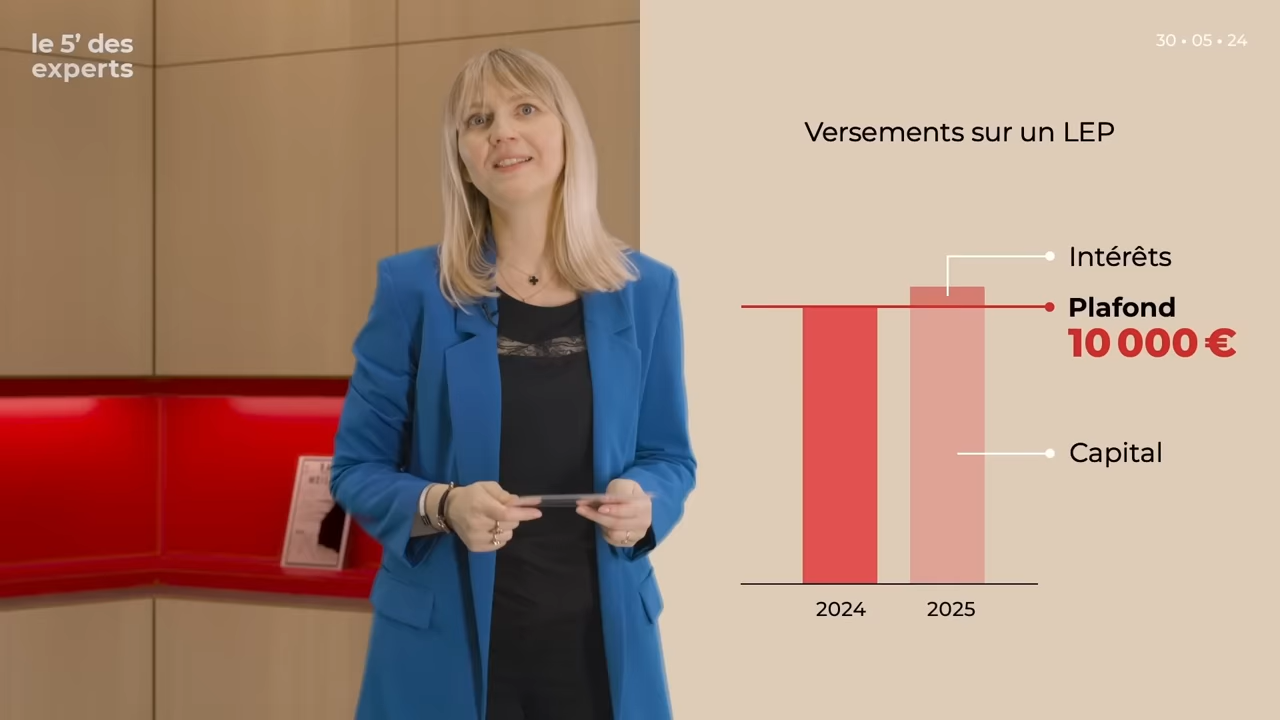 le 5’ des
experts
30 • 05 • 24
Versements sur un LEP
Intérêts
Plafond
10 000 €
Capital
2024
2025